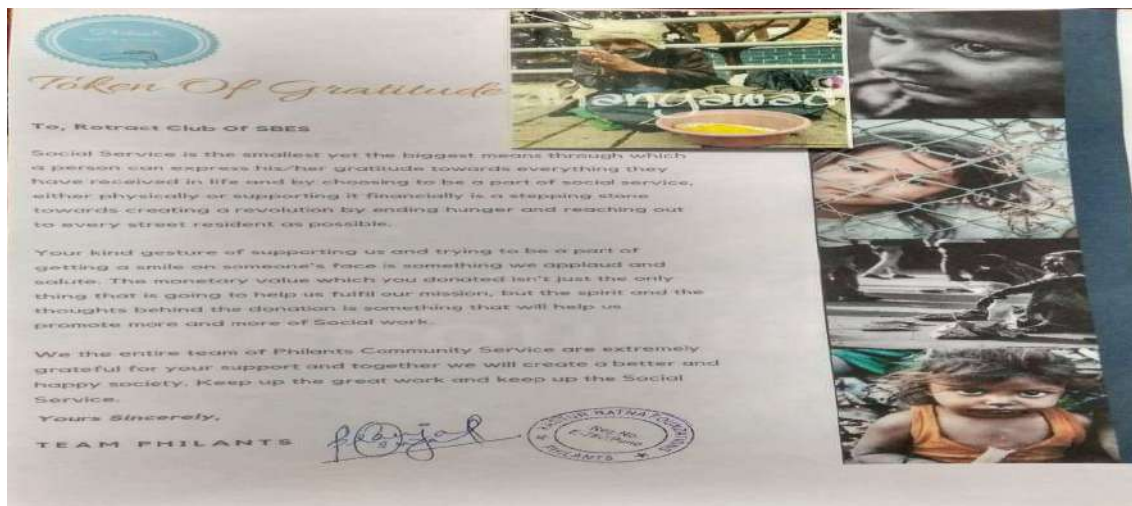 Philants
Token Of Gratitude
Danyawad
To, Rotract Club Of SBES
Social Service is the smallest yet the biggest means through which
a person can express his/her gratitude towards everything they
have received in life and by choosing to be a part of social service,
either physically or supporting it financially is a stepping stone
towards creating a revolution by ending hunger and reaching out
to every street resident as possible.
Your kind gesture of supporting us and trying to be a part of
getting a smile on someone's face is something we applaud and
salute. The monetary value which you donated isn't just the only
thing that is going to help us fulfil our mission, but the spirit and the
thoughts behind the donation is something that will help us
promote more and more of Social work.
We the entire team of Philants Community Service are extremely
grateful for your support and together we will create a better and
happy society. Keep up the great work and keep up the Social
Service.
Yours Sincerely,
TEAM PHILANTS
RATNA FOUNDATION
Reg. No.
PHILANTS